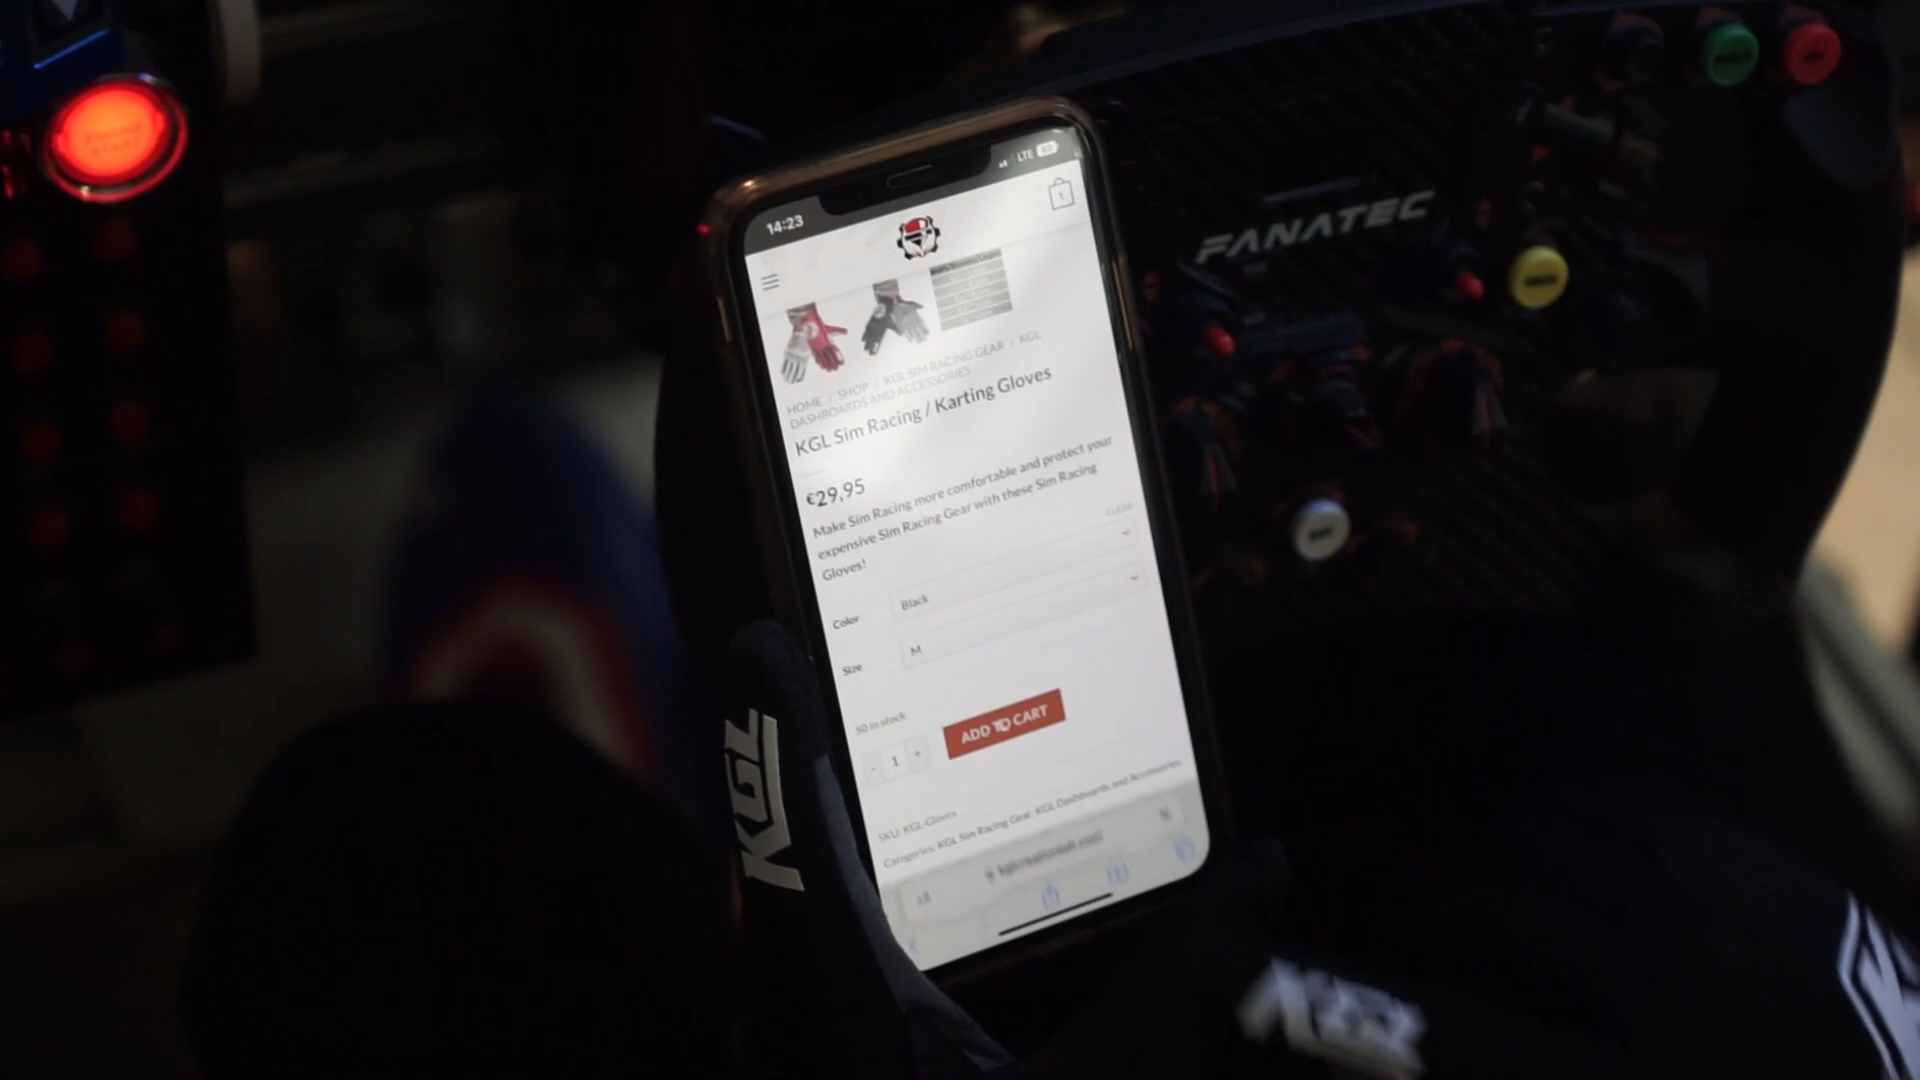 14:23
LTE
1
HOME / SHOP / KGL SIM RACING GEAR / KGL
DASHBOARDS AND ACCESSORIES
KGL Sim Racing / Karting Gloves
€29,95
Make Sim Racing more comfortable and protect your
expensive Sim Racing Gear with these Sim Racing
Gloves!
CLEAR
Color
Black
Size
M
50 in stock
- 1 +
ADD TO CART
SKU: KGL-Gloves
Categories: KGL Sim Racing Gear, KGL Dashboards and Accessories
FANATEC
KGL